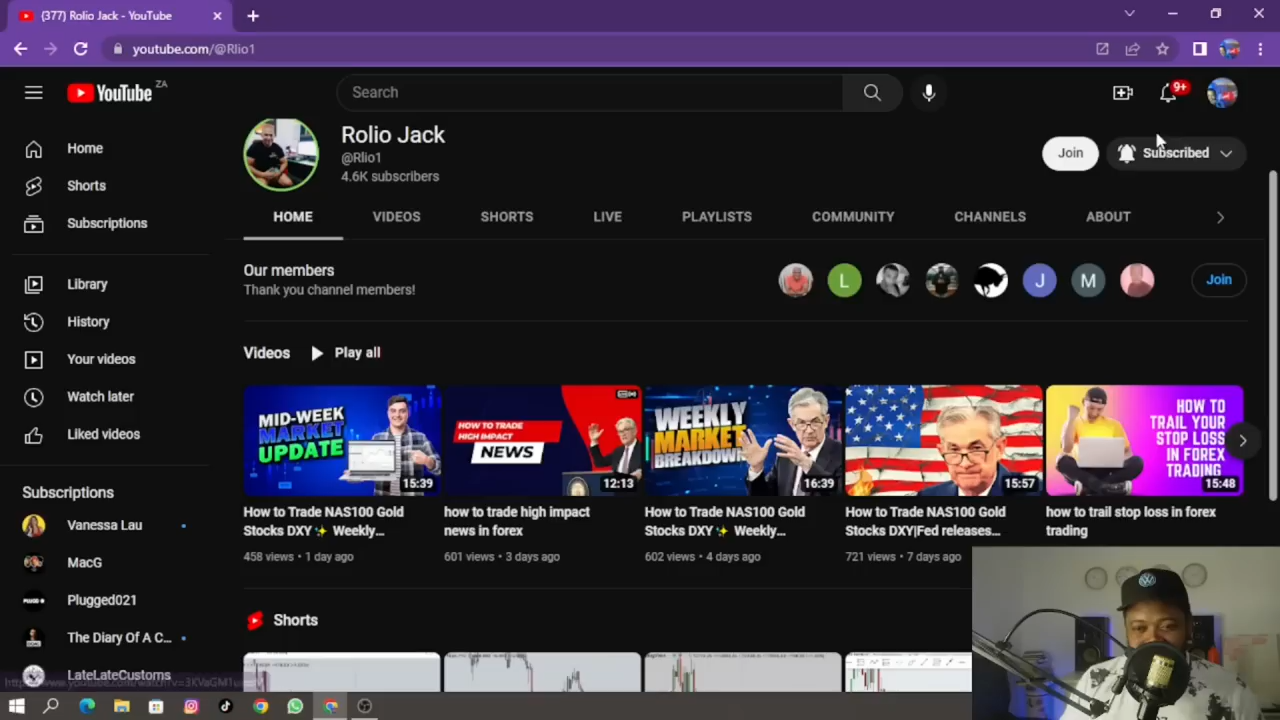 (377) Rolio Jack - YouTube
youtube.com/@Rlio1
YouTube ZA
Search
9+
Home
Shorts
Subscriptions
Library
History
Your videos
Watch later
Liked videos
Subscriptions
Vanessa Lau
MacG
Plugged021
The Diary Of A C...
LateLateCustoms
Rolio Jack
@Rlio1
4.6K subscribers
Join
Subscribed
HOME
VIDEOS
SHORTS
LIVE
PLAYLISTS
COMMUNITY
CHANNELS
ABOUT
Our members
Thank you channel members!
L
J
M
Join
Videos
Play all
MID-WEEK
MARKET
UPDATE
15:39
How to Trade NAS100 Gold
Stocks DXY ✨ Weekly...
458 views • 1 day ago
HOW TO TRADE
HIGH IMPACT
NEWS
12:13
how to trade high impact
news in forex
601 views • 3 days ago
WEEKLY
MARKET
BREAKDOWN
16:39
How to Trade NAS100 Gold
Stocks DXY ✨ Weekly...
602 views • 4 days ago
15:57
How to Trade NAS100 Gold
Stocks DXY|Fed releases...
721 views • 7 days ago
HOW TO
TRAIL YOUR
STOP LOSS
IN FOREX
TRADING
15:48
how to trail stop loss in forex
trading
Shorts